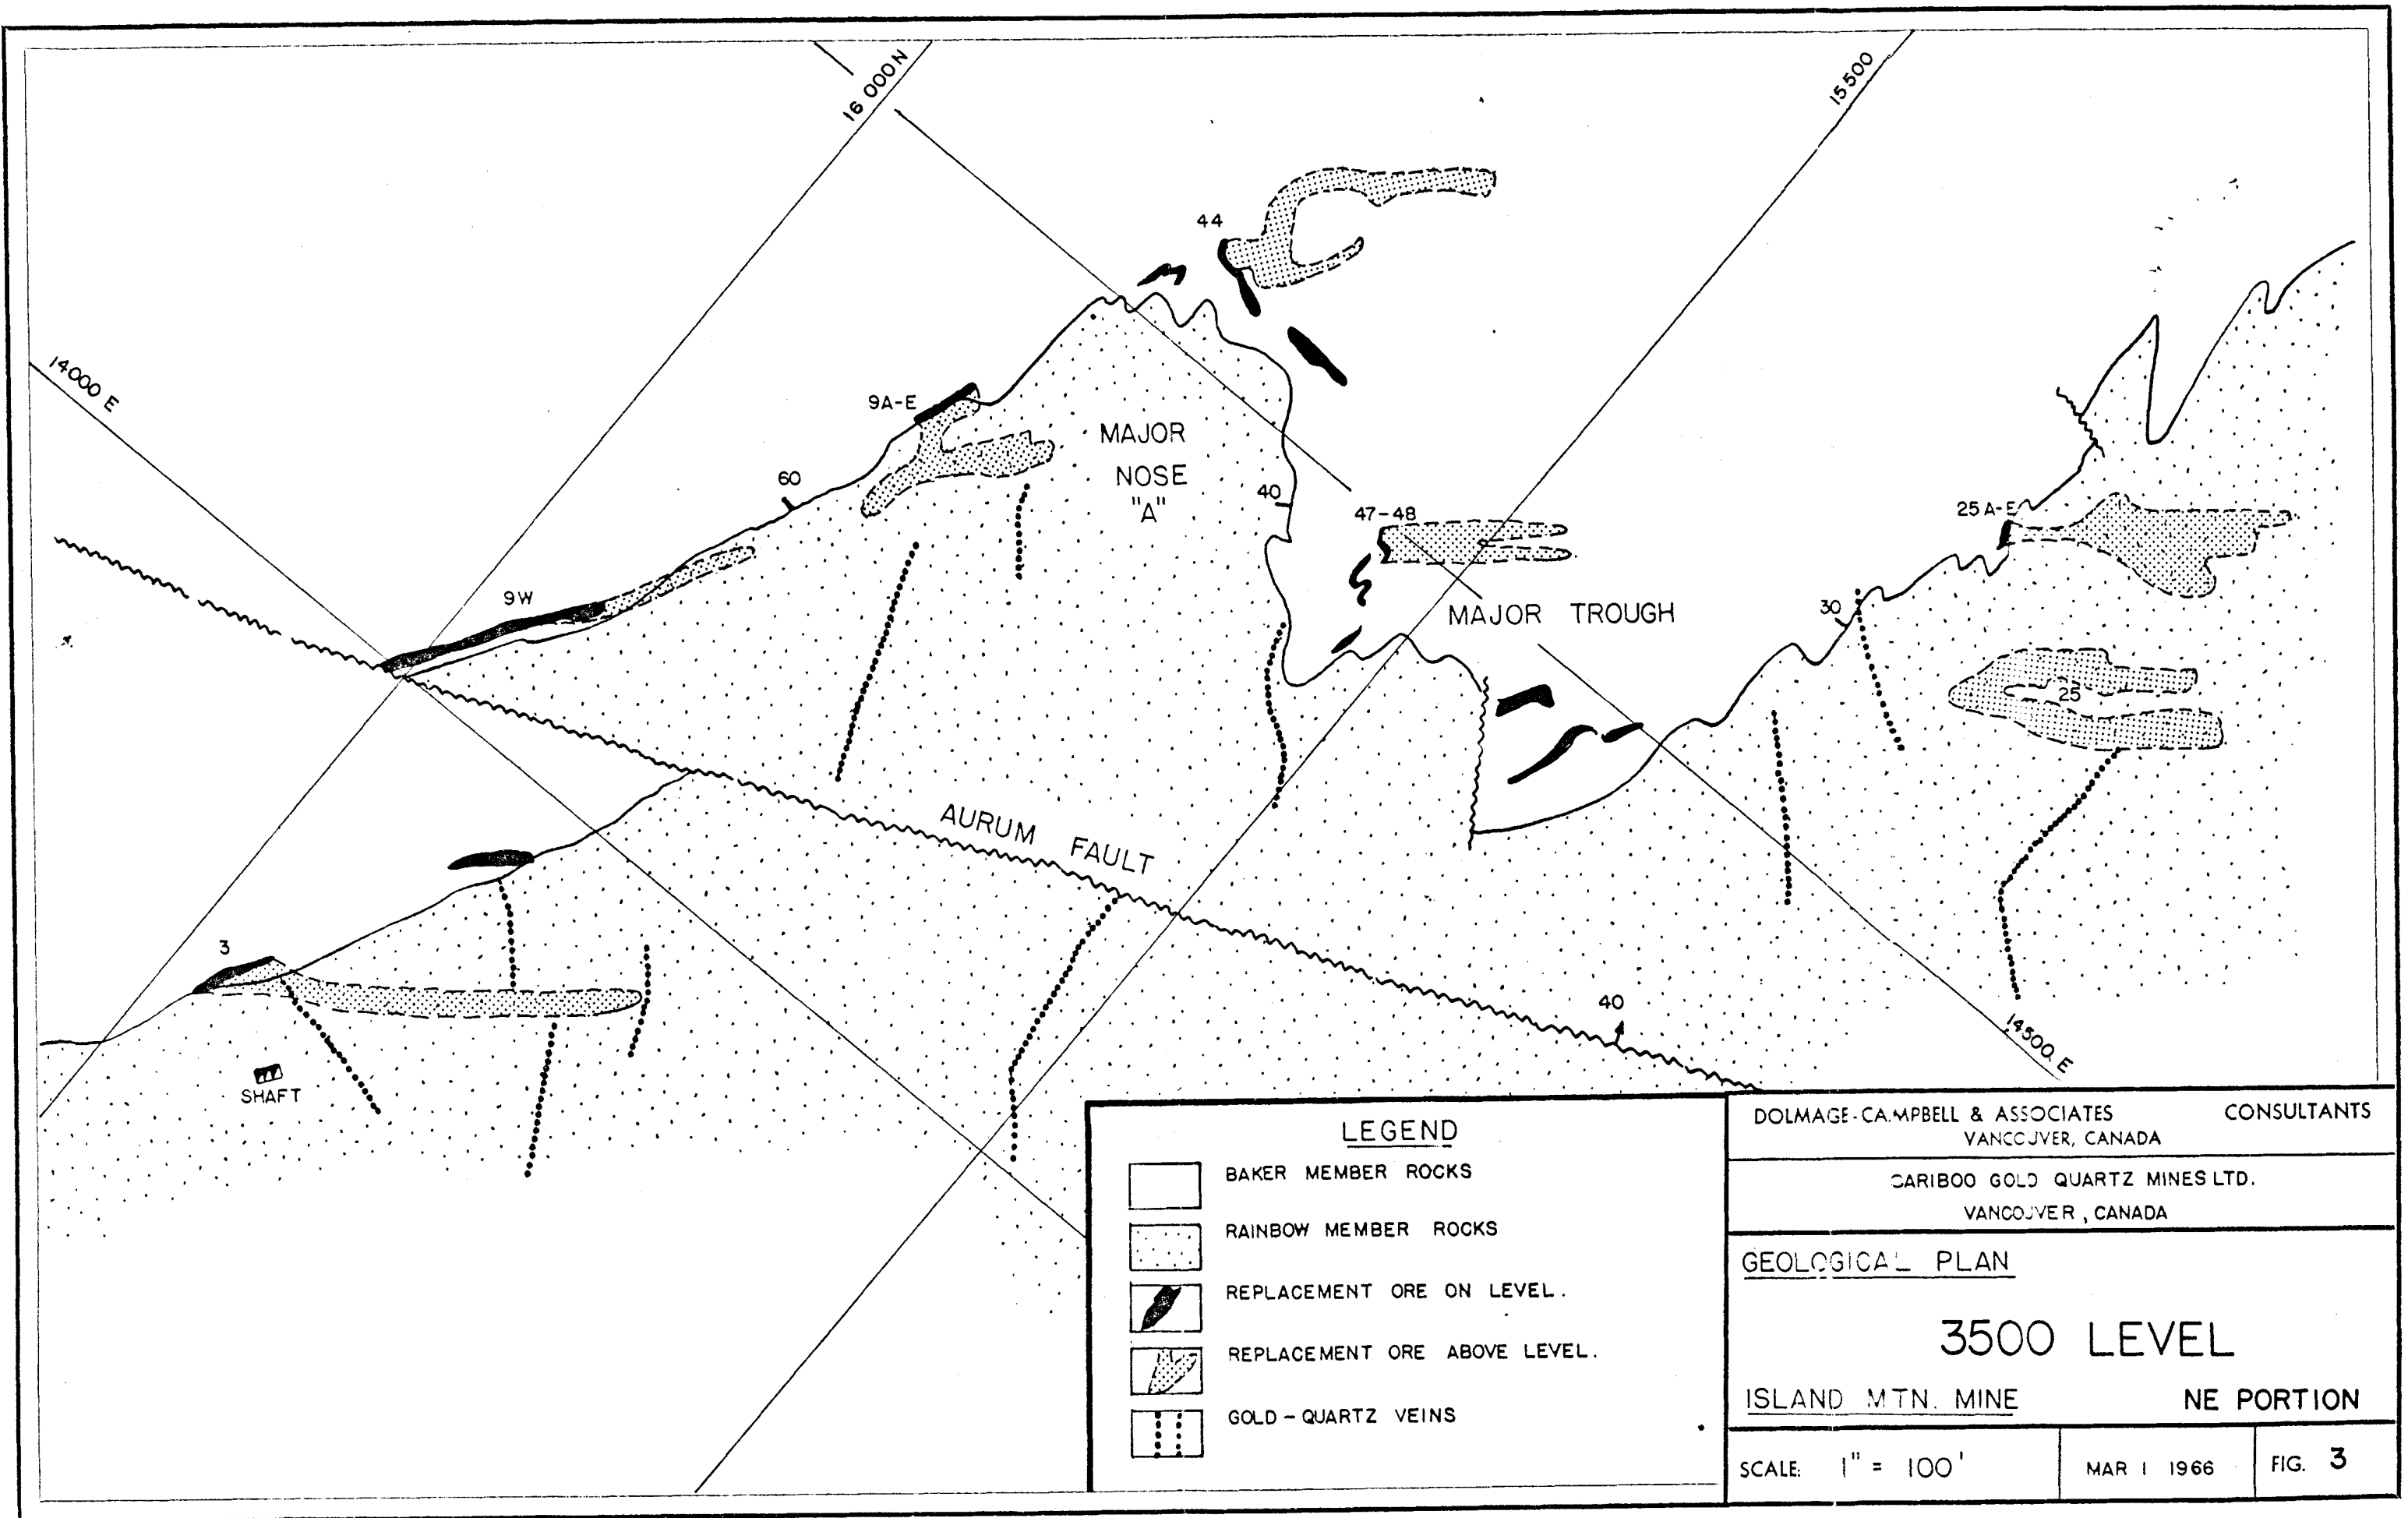 16 000 N
15500
44
14000 E
9A-E
MAJOR
NOSE
"A"
60
40
47-48
25A-E
9W
MAJOR TROUGH
30
25
AURUM FAULT
3
40
14500 E
SHAFT
LEGEND
BAKER MEMBER ROCKS
RAINBOW MEMBER ROCKS
REPLACEMENT ORE ON LEVEL.
REPLACEMENT ORE ABOVE LEVEL.
GOLD-QUARTZ VEINS
DOLMAGE-CAMPBELL & ASSOCIATES CONSULTANTS
VANCOUVER, CANADA
CARIBOO GOLD QUARTZ MINES LTD.
VANCOUVER, CANADA
GEOLOGICAL PLAN
3500 LEVEL
ISLAND MTN. MINE NE PORTION
SCALE: 1" = 100' MAR 1 1966 FIG. 3